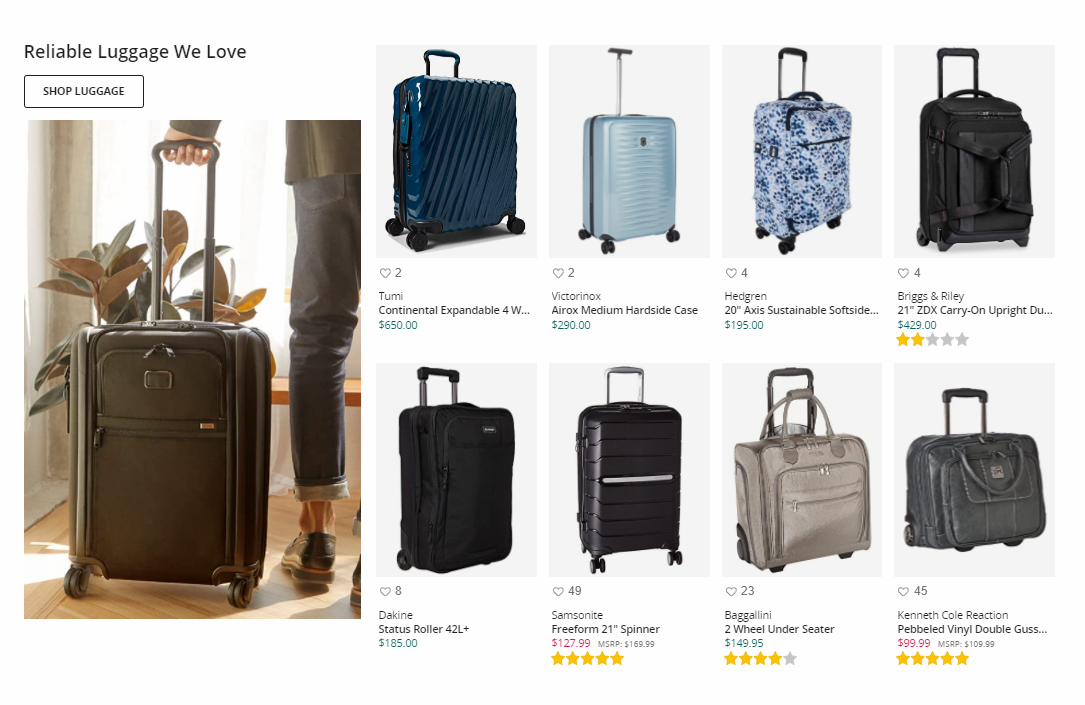 Reliable Luggage We Love
SHOP LUGGAGE
2
Tumi
Continental Expandable 4 W...
$650.00
2
Victorinox
Airox Medium Hardside Case
$290.00
4
Hedgren
20" Axis Sustainable Softside...
$195.00
4
Briggs & Riley
21" ZDX Carry-On Upright Du...
$429.00
8
Dakine
Status Roller 42L+
$185.00
49
Samsonite
Freeform 21" Spinner
$127.99 MSRP: $169.99
23
Baggallini
2 Wheel Under Seater
$149.95
45
Kenneth Cole Reaction
Pebbeled Vinyl Double Guss...
$99.99 MSRP: $109.99